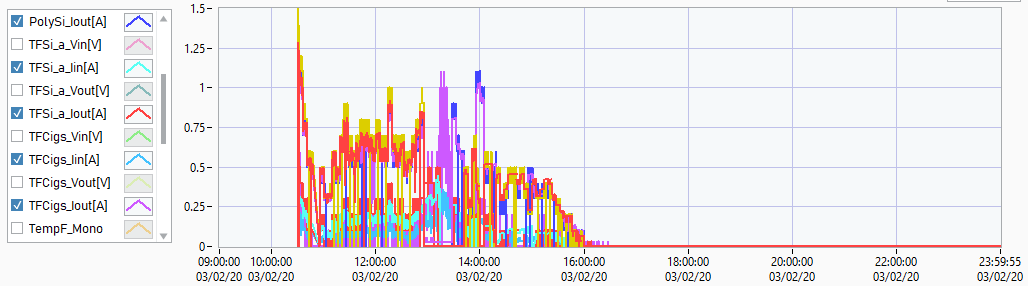 PolySi_Iout[A]
TFSi_a_Vin[V]
TFSi_a_Iin[A]
TFSi_a_Vout[V]
TFSi_a_Iout[A]
TFCigs_Vin[V]
TFCigs_Iin[A]
TFCigs_Vout[V]
TFCigs_Iout[A]
TempF_Mono
1.5
1.25
1
0.75
0.5
0.25
0
09:00:00 10:00:00 12:00:00 14:00:00 16:00:00 18:00:00 20:00:00 22:00:00 23:59:55
03/02/20 03/02/20 03/02/20 03/02/20 03/02/20 03/02/20 03/02/20 03/02/20 03/02/20